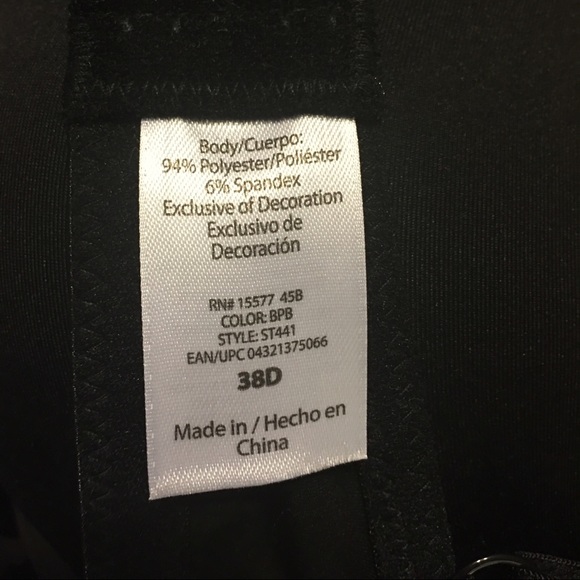 Body/Cuerpo:
94% Polyester/Poliéster
6% Spandex
Exclusive of Decoration
Exclusivo de
Decoración
RN# 15577 45B
COLOR: BPB
STYLE: ST441
EAN/UPC 04321375066
38D
Made in / Hecho en
China